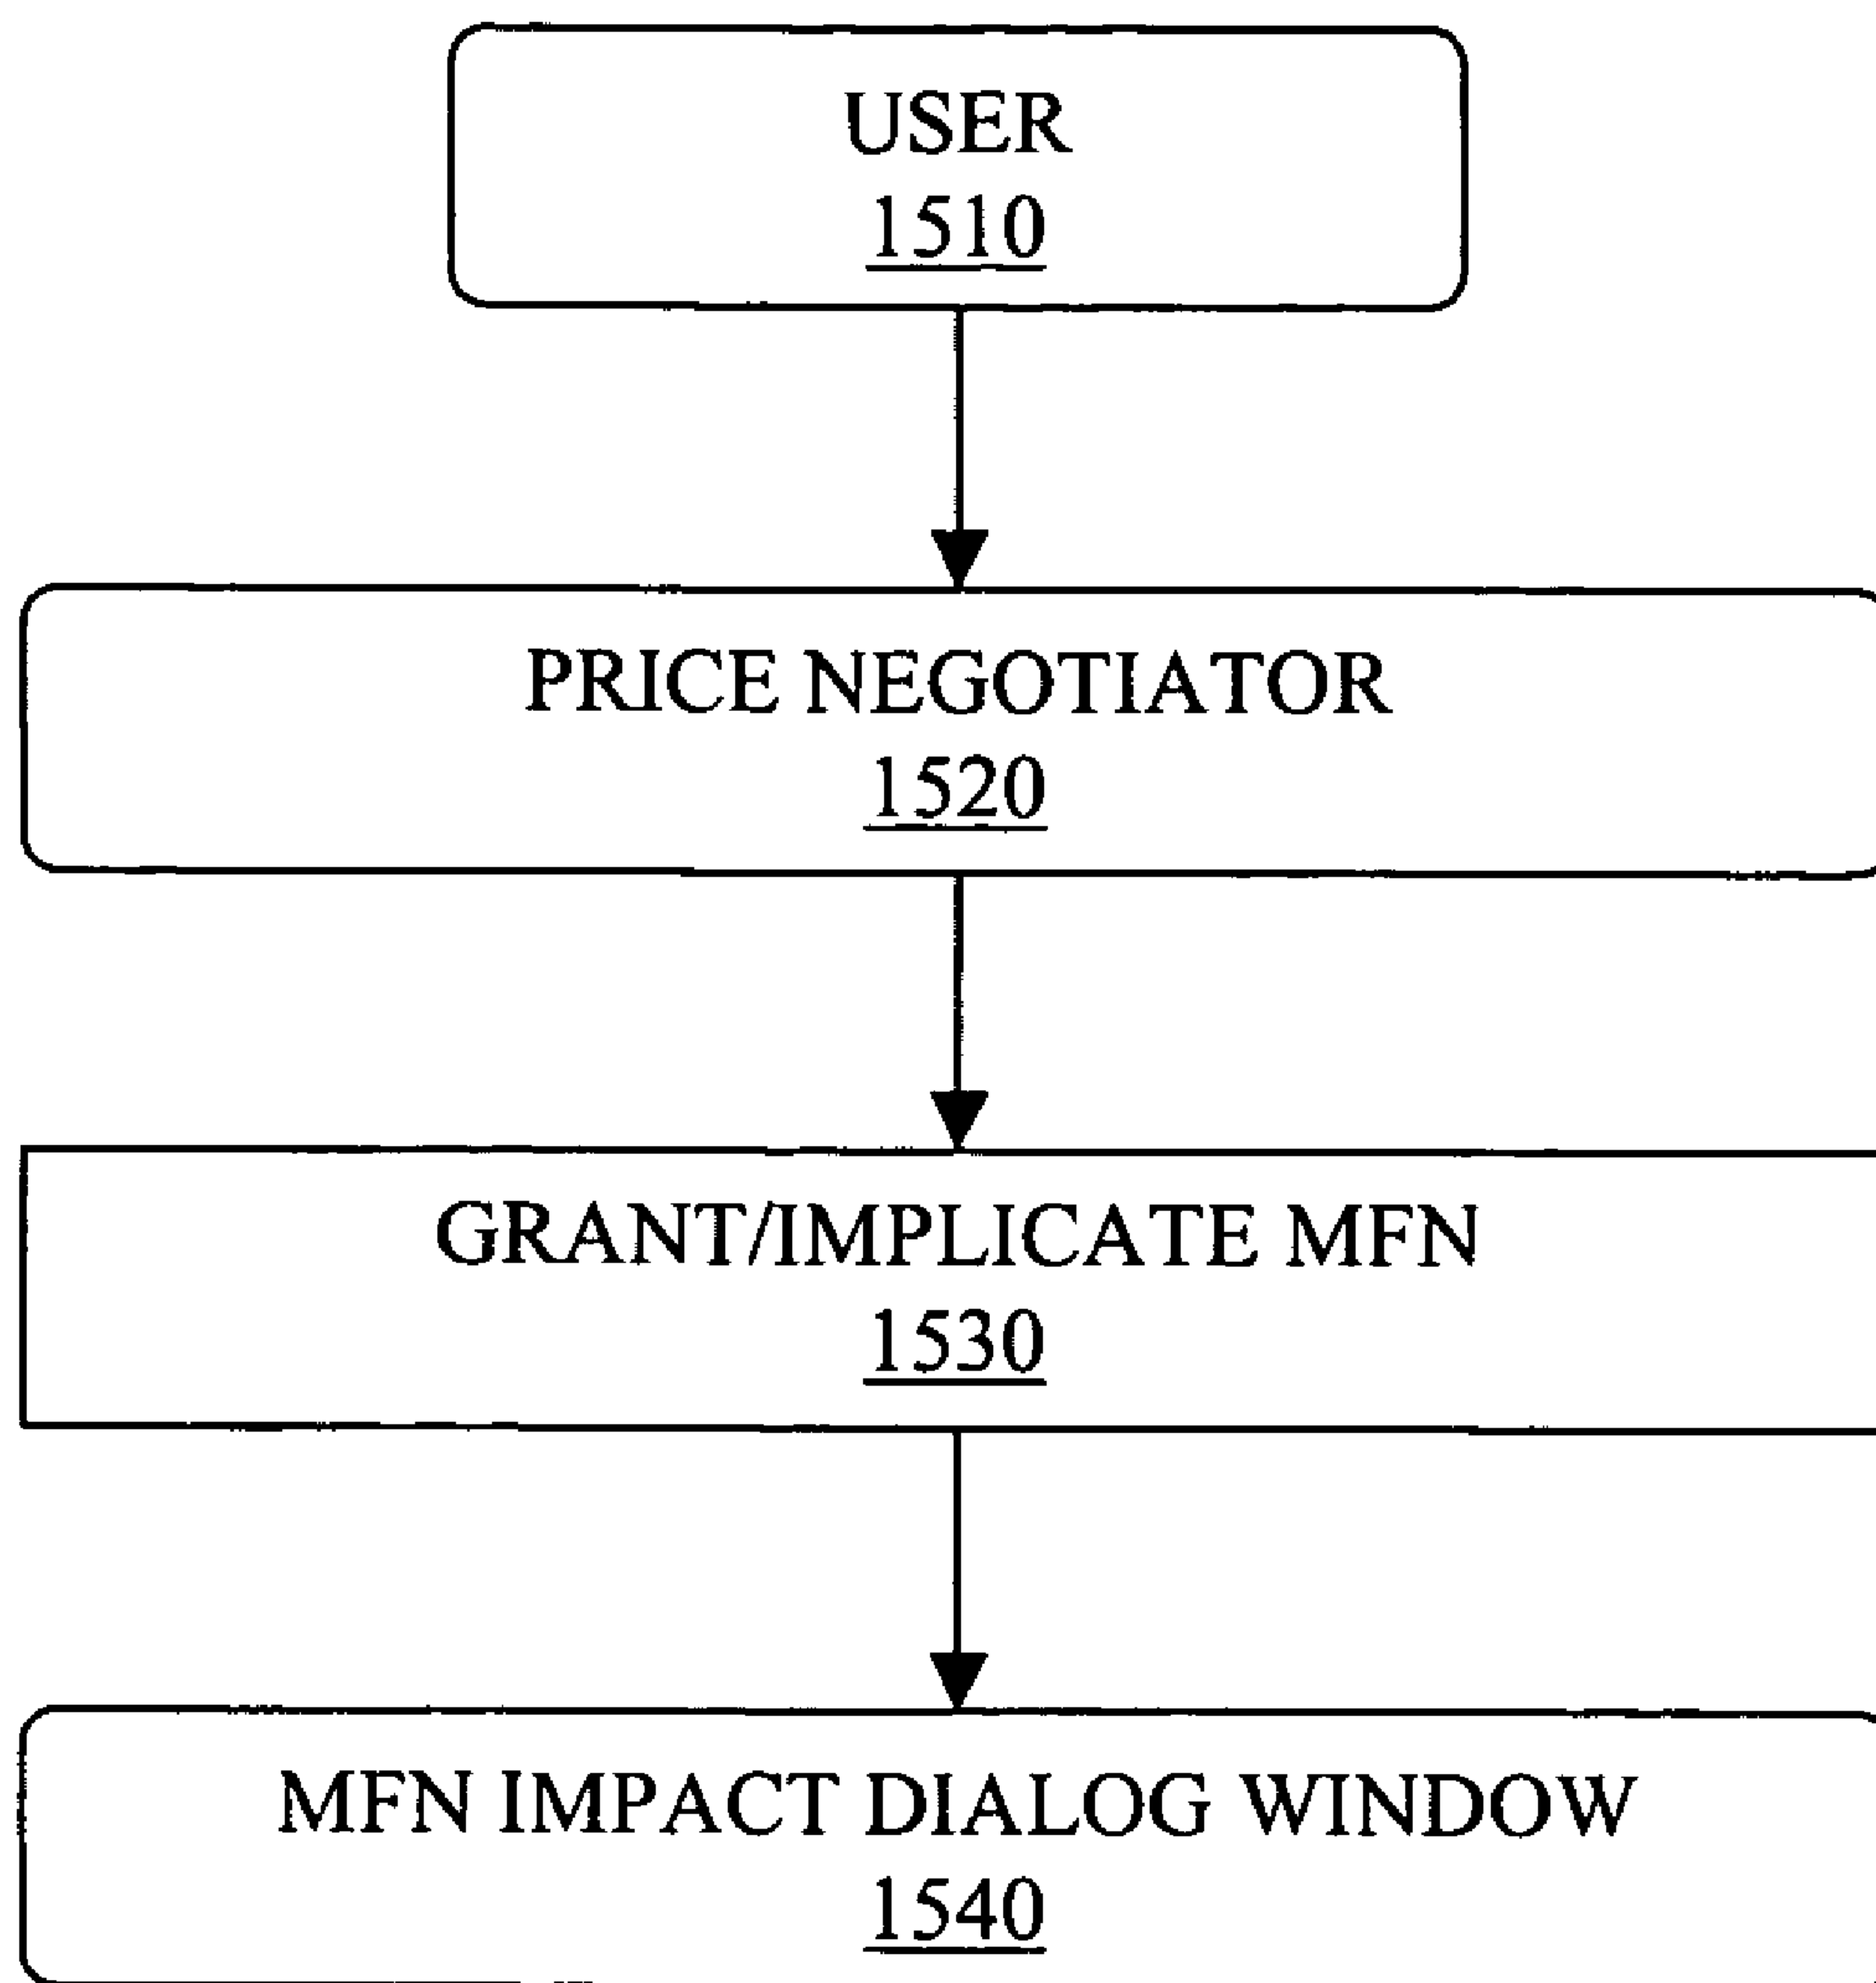 USER
1510
PRICE NEGOTIATOR
1520
GRANT/IMPLICATE MFN
1530
MFN IMPACT DIALOG WINDOW
1540